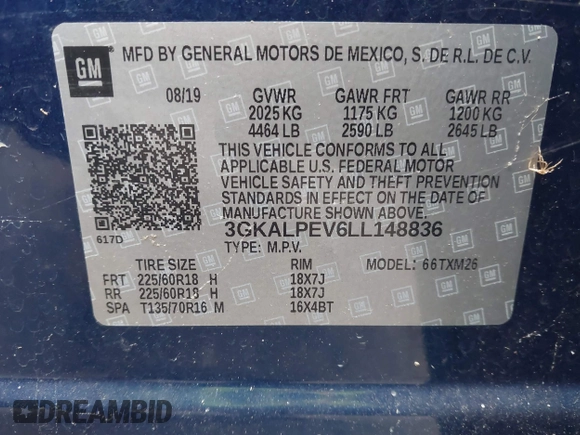 GM
MFD BY GENERAL MOTORS DE MEXICO, S. DE R.L. DE C.V.
08/19 GVWR GAWR FRT GAWR RR
2025 KG 1175 KG 1200 KG
4464 LB 2590 LB 2645 LB
THIS VEHICLE CONFORMS TO ALL
APPLICABLE U.S. FEDERAL MOTOR
VEHICLE SAFETY AND THEFT PREVENTION
STANDARDS IN EFFECT ON THE DATE OF
MANUFACTURE SHOWN ABOVE.
617D
3GKALPEV6LL148836
TYPE: M.P.V.
TIRE SIZE RIM MODEL: 66TXM26
FRT 225/60R18 H 18X7J
RR 225/60R18 H 18X7J
SPA T135/70R16 M 16X4BT
DREAMBID